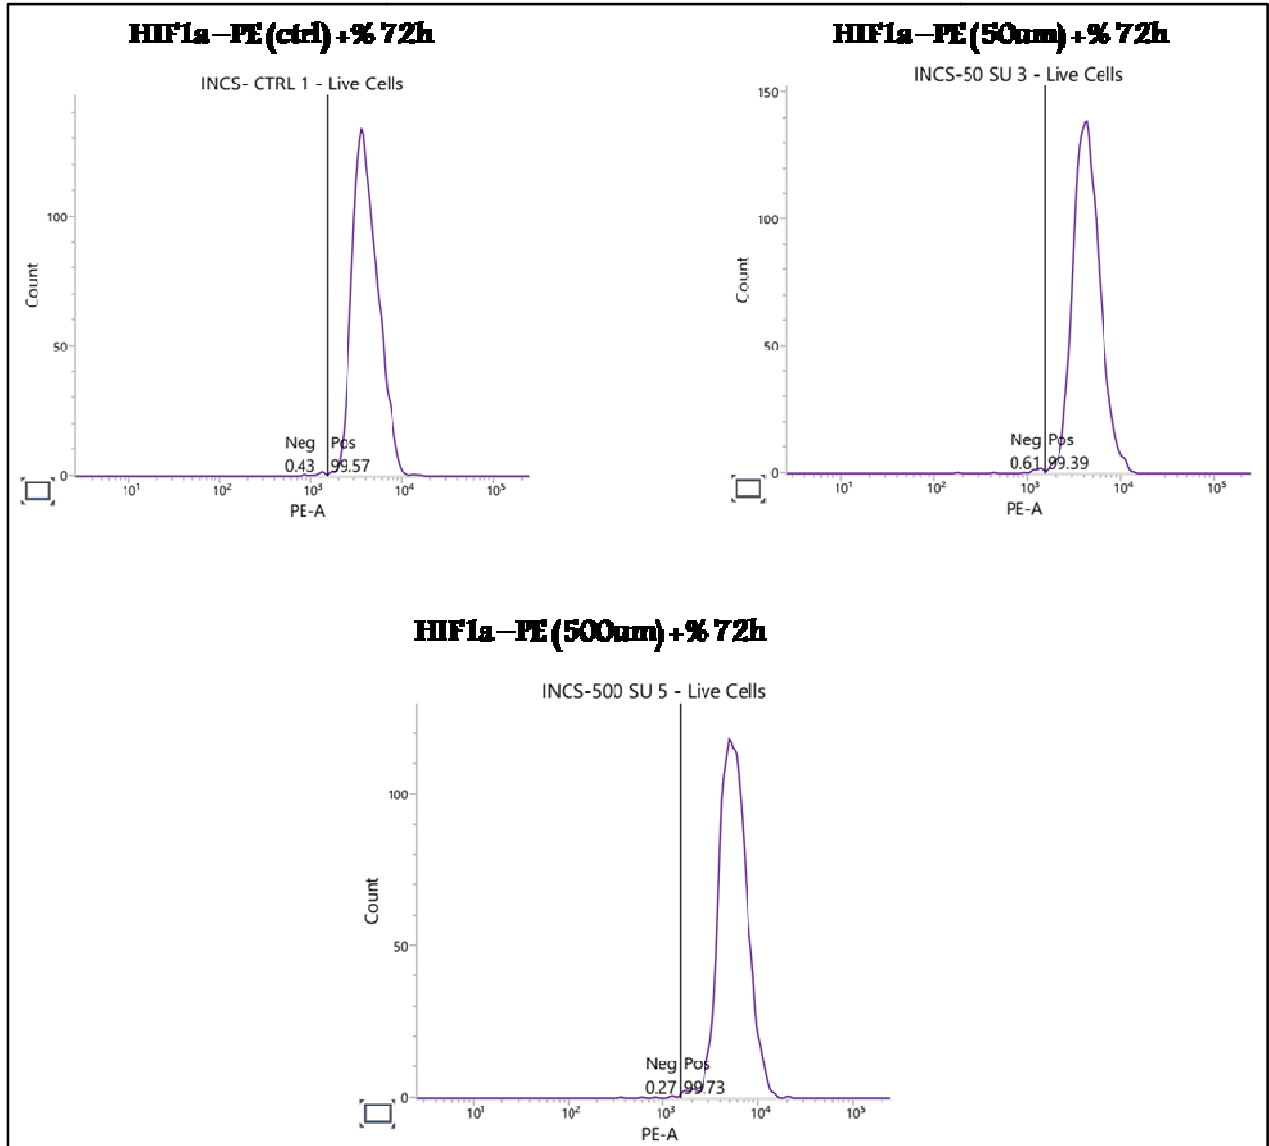 HIF1a-PE(ctrl)+% 72h
INCS- CTRL 1 - Live Cells
Count
100
50
0
Neg Pos
0.43 99.57
10¹ 10² 10³ 10⁴ 10⁵
PE-A
HIF1a-PE(50um)+% 72h
INCS-50 SU 3 - Live Cells
Count
150
100
50
0
Neg Pos
0.61 99.39
10¹ 10² 10³ 10⁴ 10⁵
PE-A
HIF1a-PE(500um)+% 72h
INCS-500 SU 5 - Live Cells
Count
100
50
0
Neg Pos
0.27 99.73
10¹ 10² 10³ 10⁴ 10⁵
PE-A